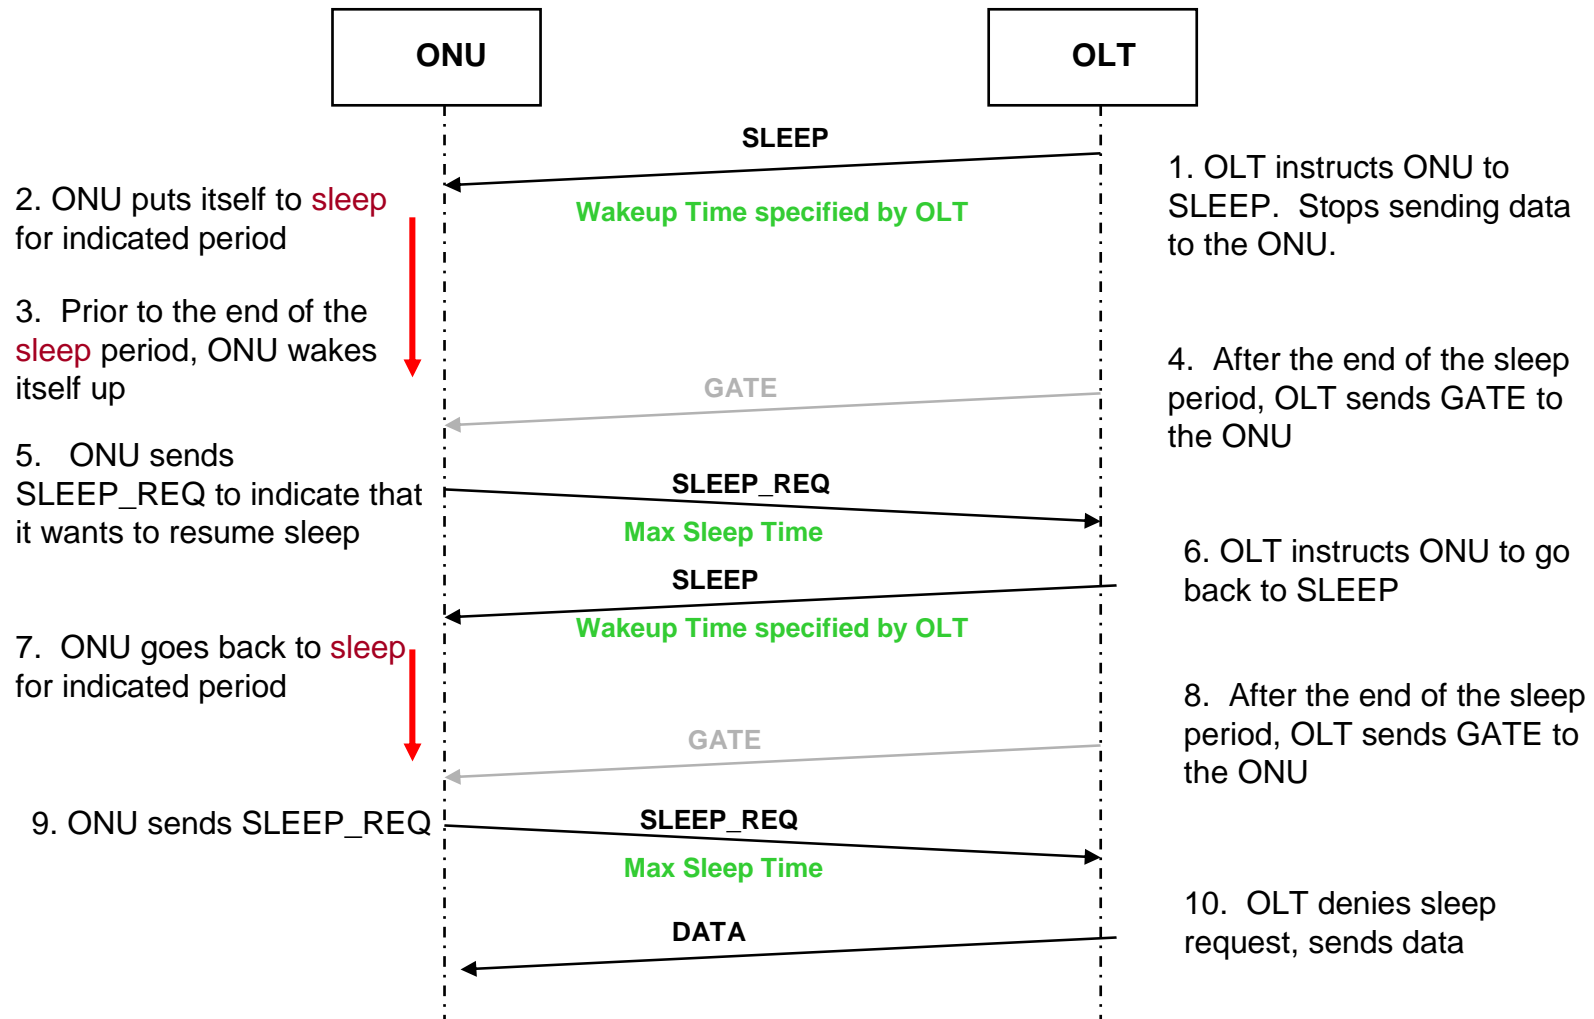 ONU
OLT
SLEEP
1. OLT instructs ONU to
SLEEP.  Stops sending data
to the ONU.
2. ONU puts itself to sleep
for indicated period
Wakeup Time specified by OLT
3.  Prior to the end of the
sleep period, ONU wakes
itself up
4.  After the end of the sleep
period, OLT sends GATE to
the ONU
GATE
5.   ONU sends
SLEEP_REQ to indicate that
it wants to resume sleep
SLEEP_REQ
Max Sleep Time
6. OLT instructs ONU to go
back to SLEEP
SLEEP
Wakeup Time specified by OLT
7.  ONU goes back to sleep
for indicated period
8.  After the end of the sleep
period, OLT sends GATE to
the ONU
GATE
9. ONU sends SLEEP_REQ
SLEEP_REQ
Max Sleep Time
10.  OLT denies sleep
request, sends data
DATA